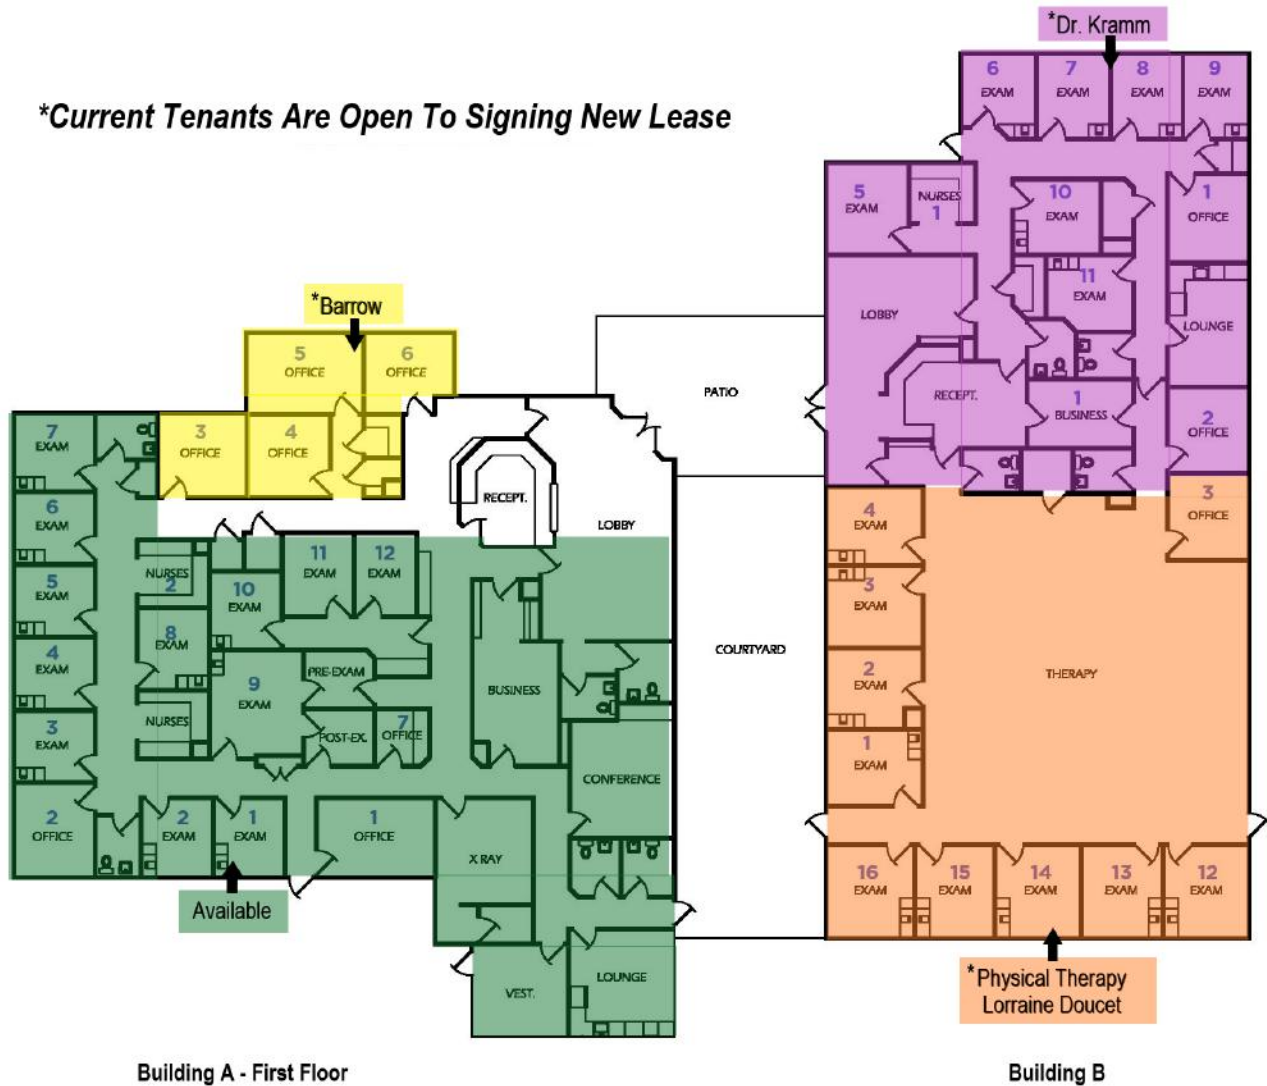 *Dr. Kramm
*Current Tenants Are Open To Signing New Lease
6
EXAM
7
EXAM
8
EXAM
9
EXAM
5
EXAM
NURSES
1
10
EXAM
1
OFFICE
11
EXAM
LOBBY
LOUNGE
RECEPT.
1
BUSINESS
2
OFFICE
*Barrow
5
OFFICE
6
OFFICE
3
OFFICE
4
OFFICE
PATIO
7
EXAM
6
EXAM
5
EXAM
4
EXAM
3
EXAM
2
OFFICE
NURSES
2
8
EXAM
NURSES
10
EXAM
11
EXAM
12
EXAM
9
EXAM
PRE-EXAM
POST-EX.
7
OFFICE
RECEPT.
LOBBY
BUSINESS
CONFERENCE
2
EXAM
1
EXAM
1
OFFICE
X RAY
VEST.
LOUNGE
Available
COURTYARD
4
EXAM
3
EXAM
2
EXAM
1
EXAM
3
OFFICE
THERAPY
16
EXAM
15
EXAM
14
EXAM
13
EXAM
12
EXAM
*Physical Therapy
Lorraine Doucet
Building A - First Floor
Building B